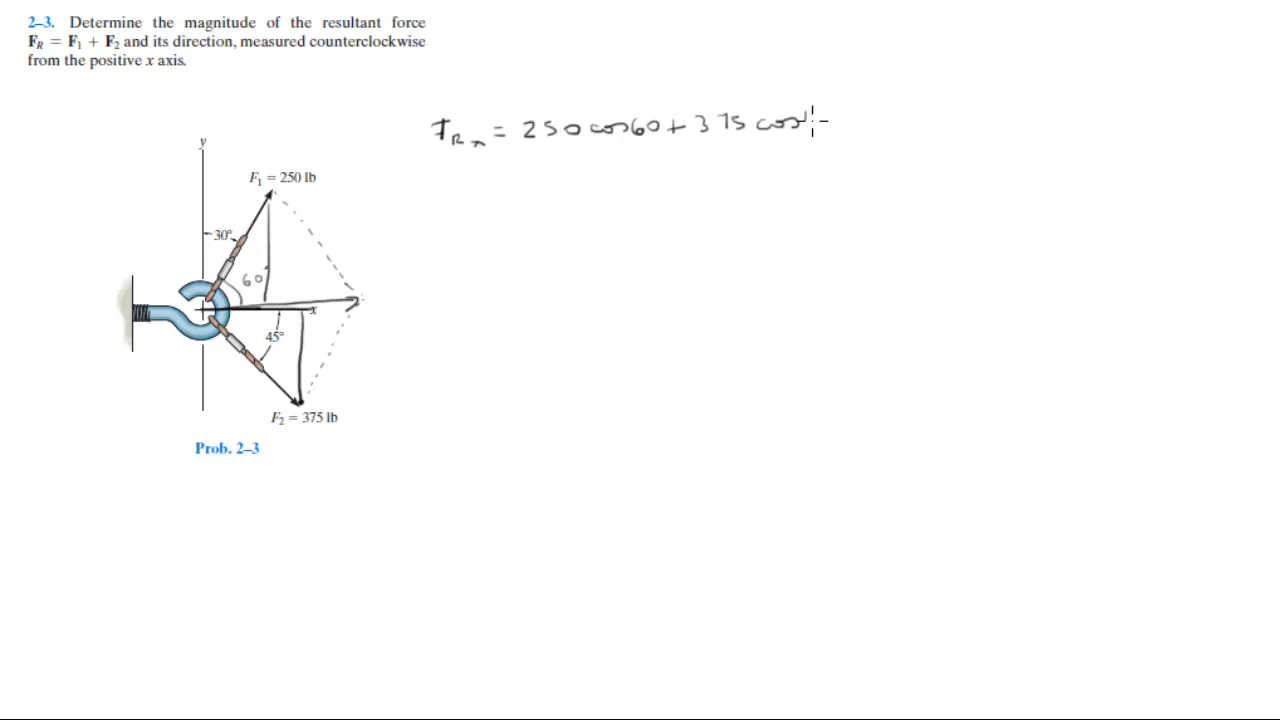 2–3. Determine the magnitude of the resultant force
F_R = F_1 + F_2 and its direction, measured counterclockwise
from the positive x axis.
F_R_x = 250 cos60 + 375 cos
y
F_1 = 250 lb
30°
60
x
45°
F_2 = 375 lb
Prob. 2–3